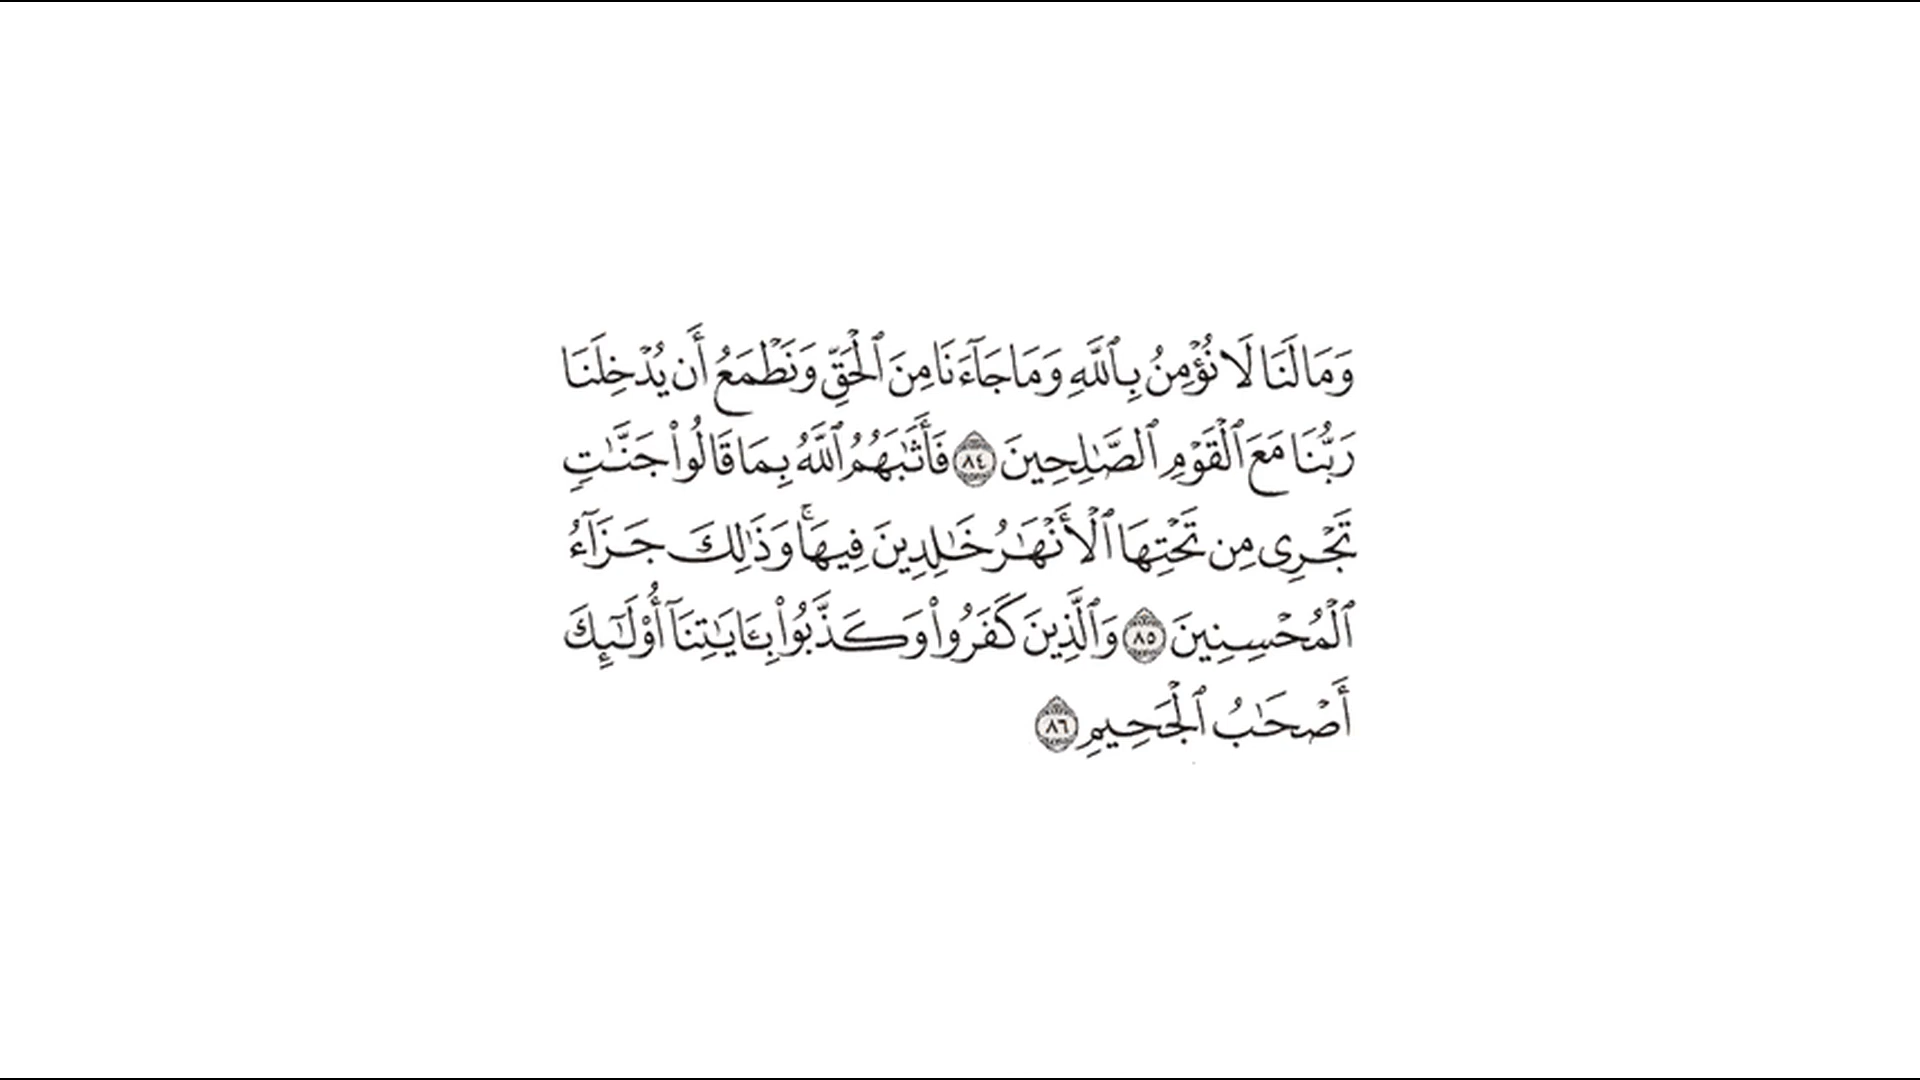 وَمَا لَنَا لَا نُؤْمِنُ بِٱللَّهِ وَمَا جَآءَنَا مِنَ ٱلْحَقِّ وَنَطْمَعُ أَن يُدْخِلَنَا
رَبُّنَا مَعَ ٱلْقَوْمِ ٱلصَّٰلِحِينَ ٨٤ فَأَثَٰبَهُمُ ٱللَّهُ بِمَا قَالُوا۟ جَنَّٰتٍ
تَجْرِى مِن تَحْتِهَا ٱلْأَنْهَٰرُ خَٰلِدِينَ فِيهَا ۚ وَذَٰلِكَ جَزَآءُ
ٱلْمُحْسِنِينَ ٨٥ وَٱلَّذِينَ كَفَرُوا۟ وَكَذَّبُوا۟ بِـَٔايَٰتِنَآ أُو۟لَٰٓئِكَ
أَصْحَٰبُ ٱلْجَحِيمِ ٨٦